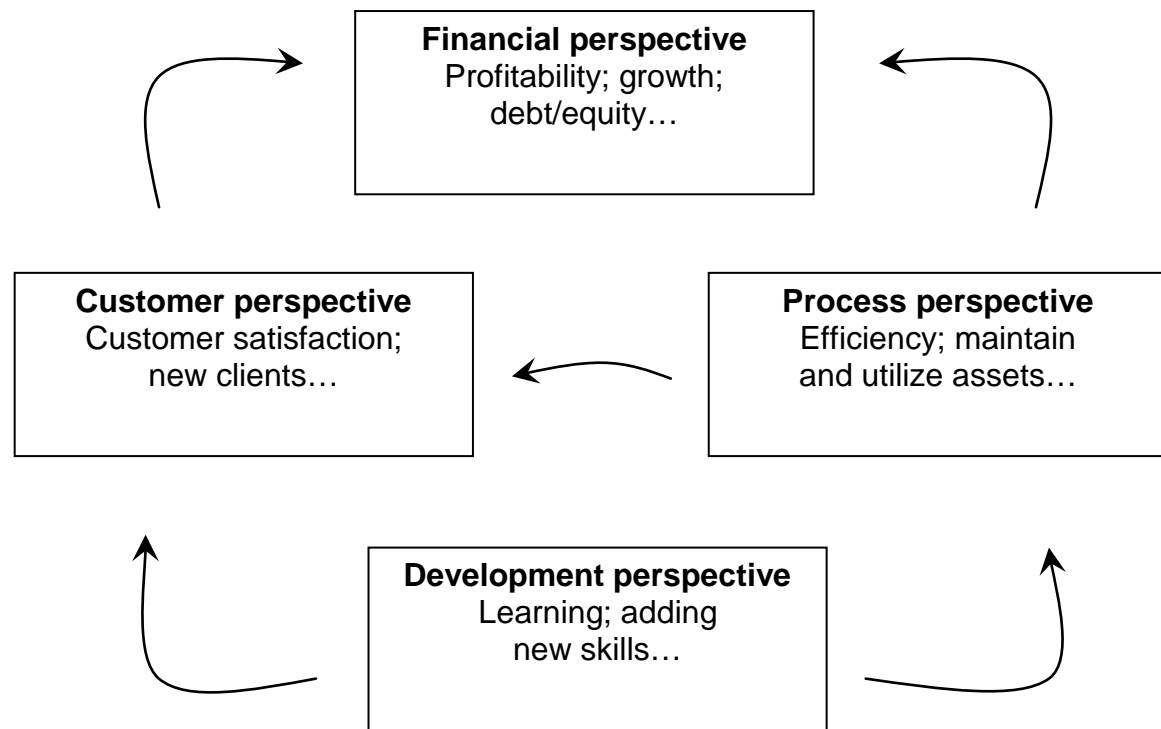 Financial perspective
Profitability; growth;
debt/equity…
Customer perspective
Customer satisfaction;
new clients…
Process perspective
Efficiency; maintain
and utilize assets…
Development perspective
Learning; adding
new skills…